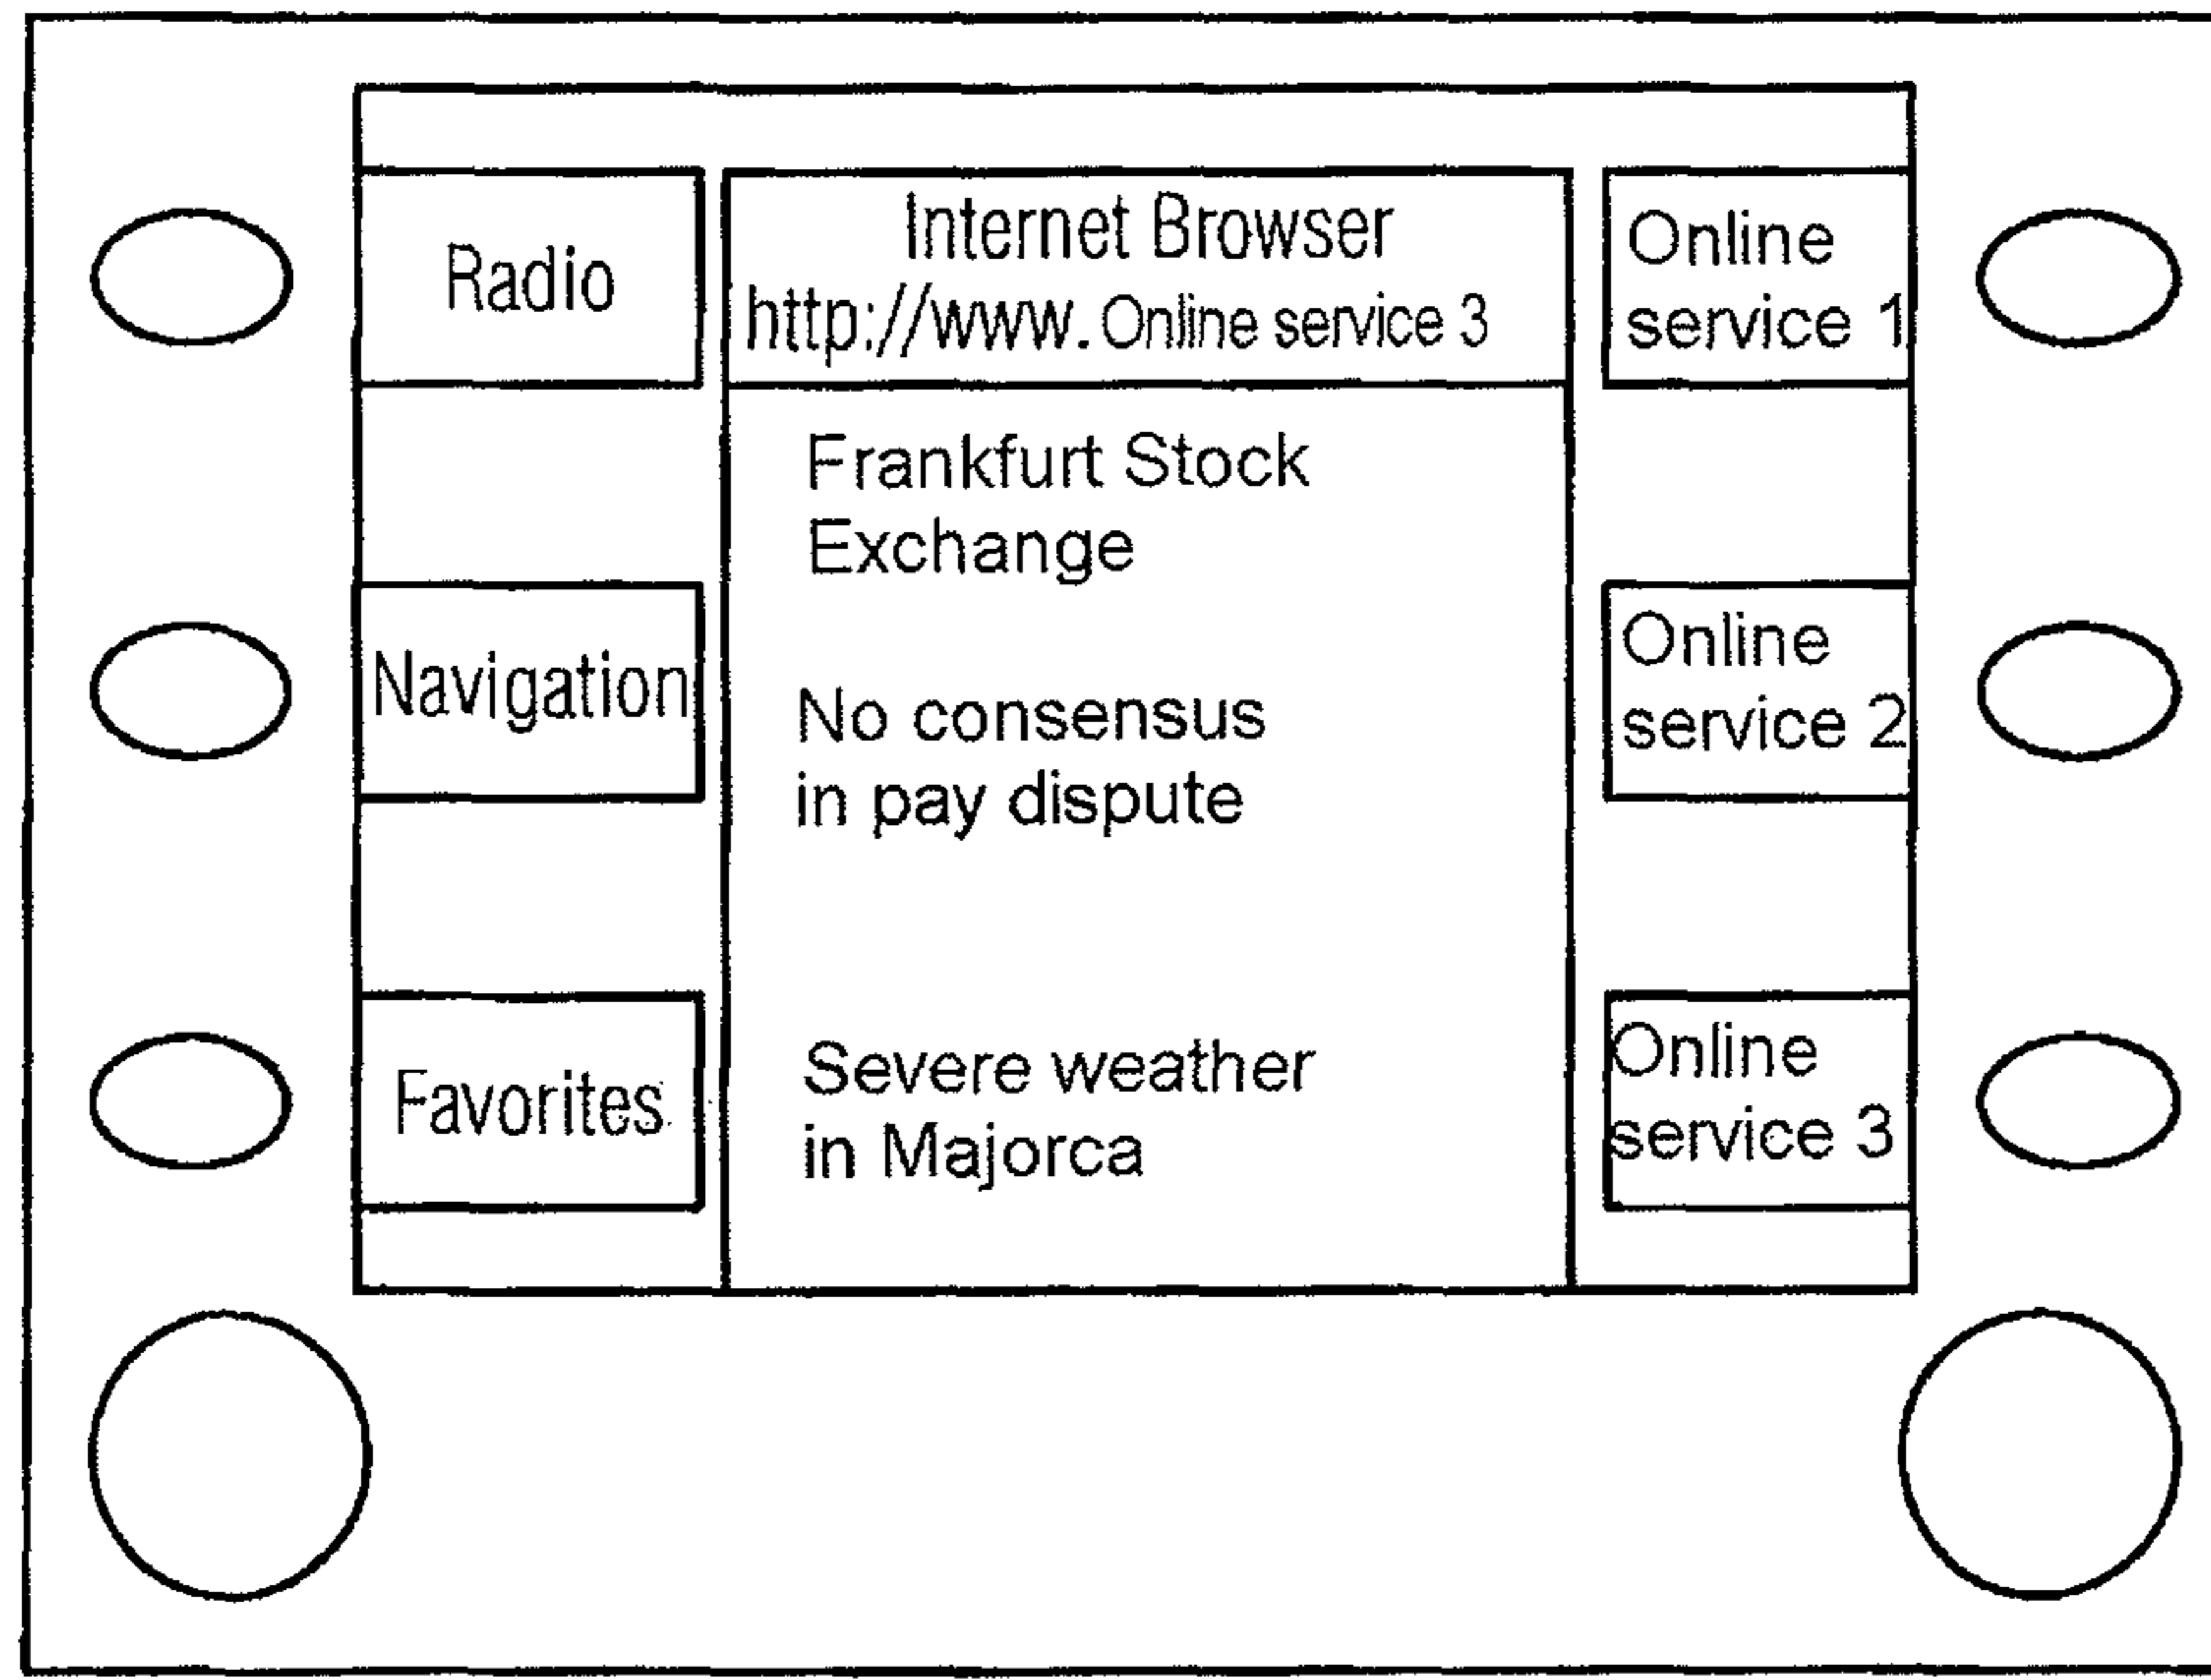 Radio
Navigation
Favorites
Internet Browser
http://www. Online service 3
Frankfurt Stock
Exchange
No consensus
in pay dispute
Severe weather
in Majorca
Online
service 1
Online
service 2
Online
service 3